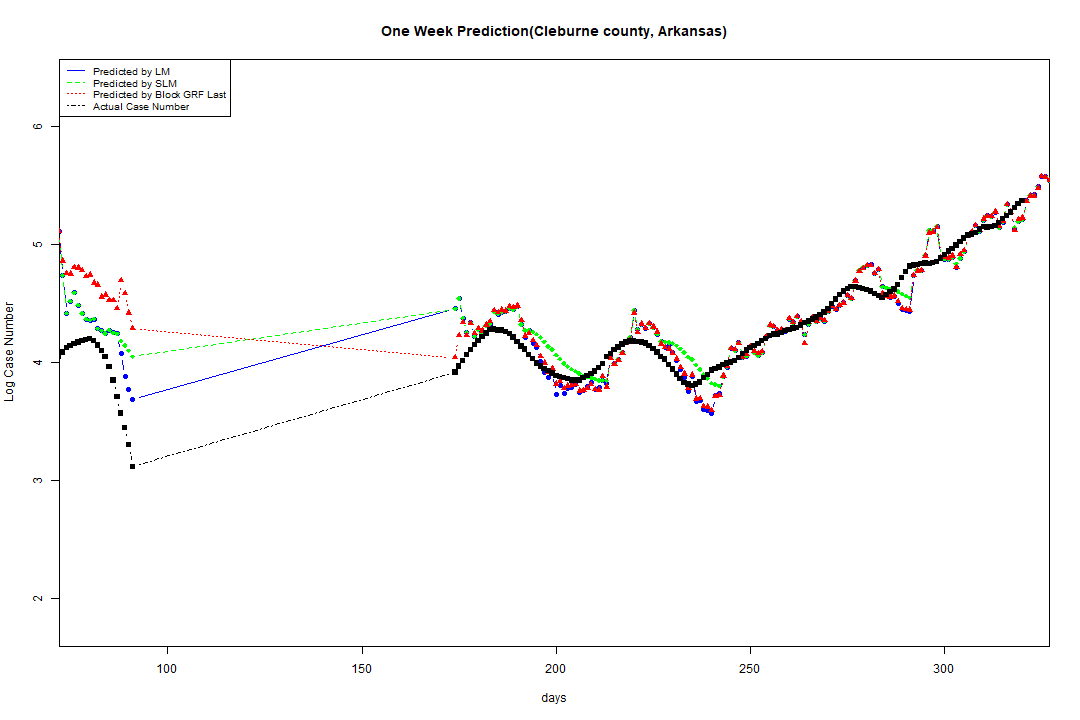 One Week Prediction(Cleburne county, Arkansas)
Predicted by LM
Predicted by SLM
Predicted by Block GRF Last
Actual Case Number
Log Case Number
6
5
4
3
2
100 150 200 250 300
days